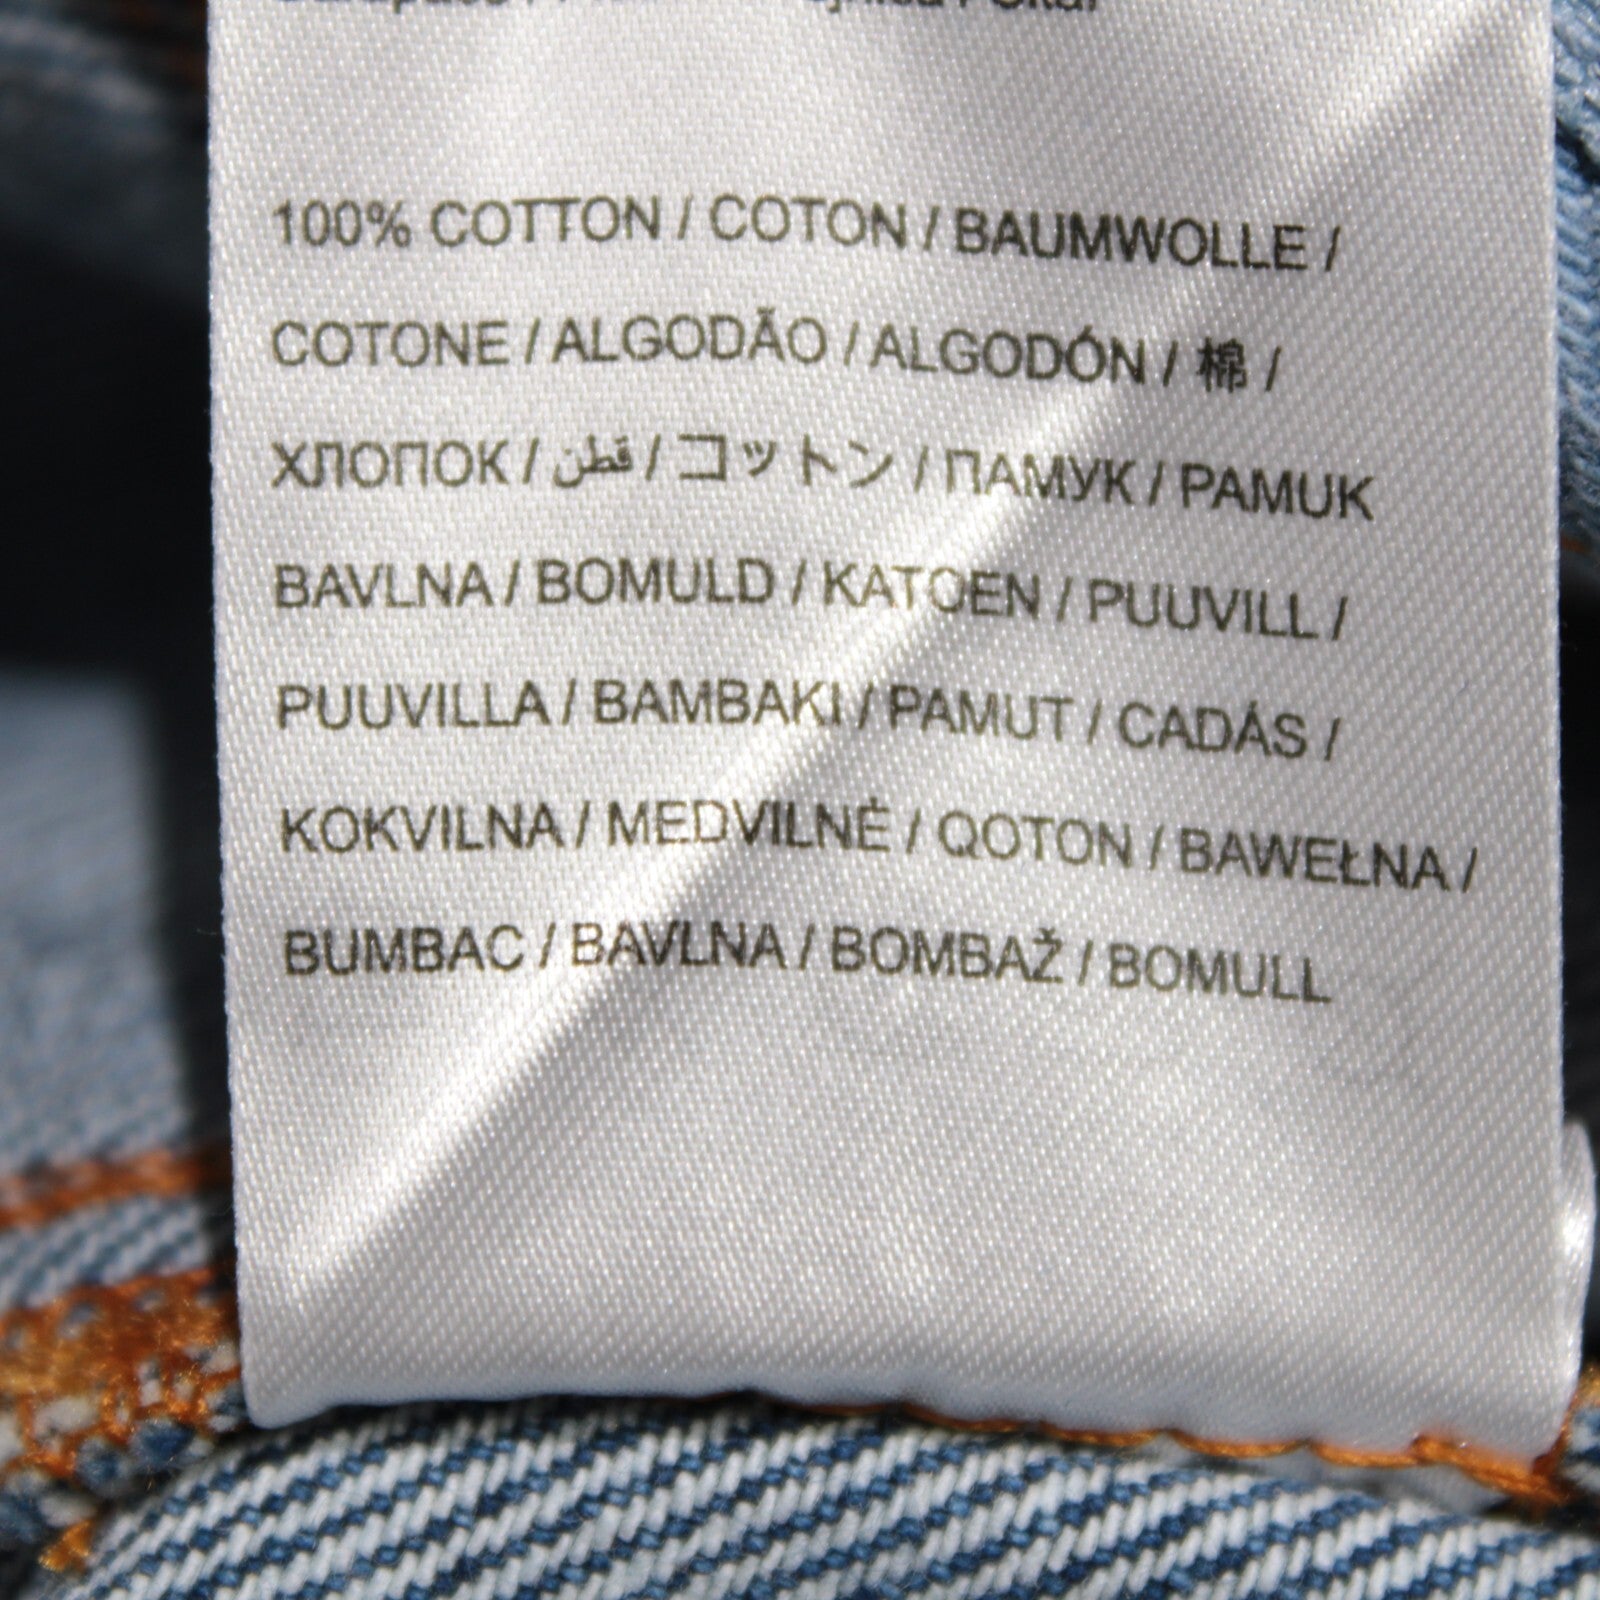 100% COTTON / COTON / BAUMWOLLE /
COTONE / ALGODÃO / ALGODÓN / 棉 /
ХЛОПОК / قطن / コットン / ПАМУК / PAMUK
BAVLNA / BOMULD / KATOEN / PUUVILL /
PUUVILLA / BAMBAKI / PAMUT / CADÁS /
KOKVILNA / MEDVILNĖ / QOTON / BAWEŁNA /
BUMBAC / BAVLNA / BOMBAŽ / BOMULL